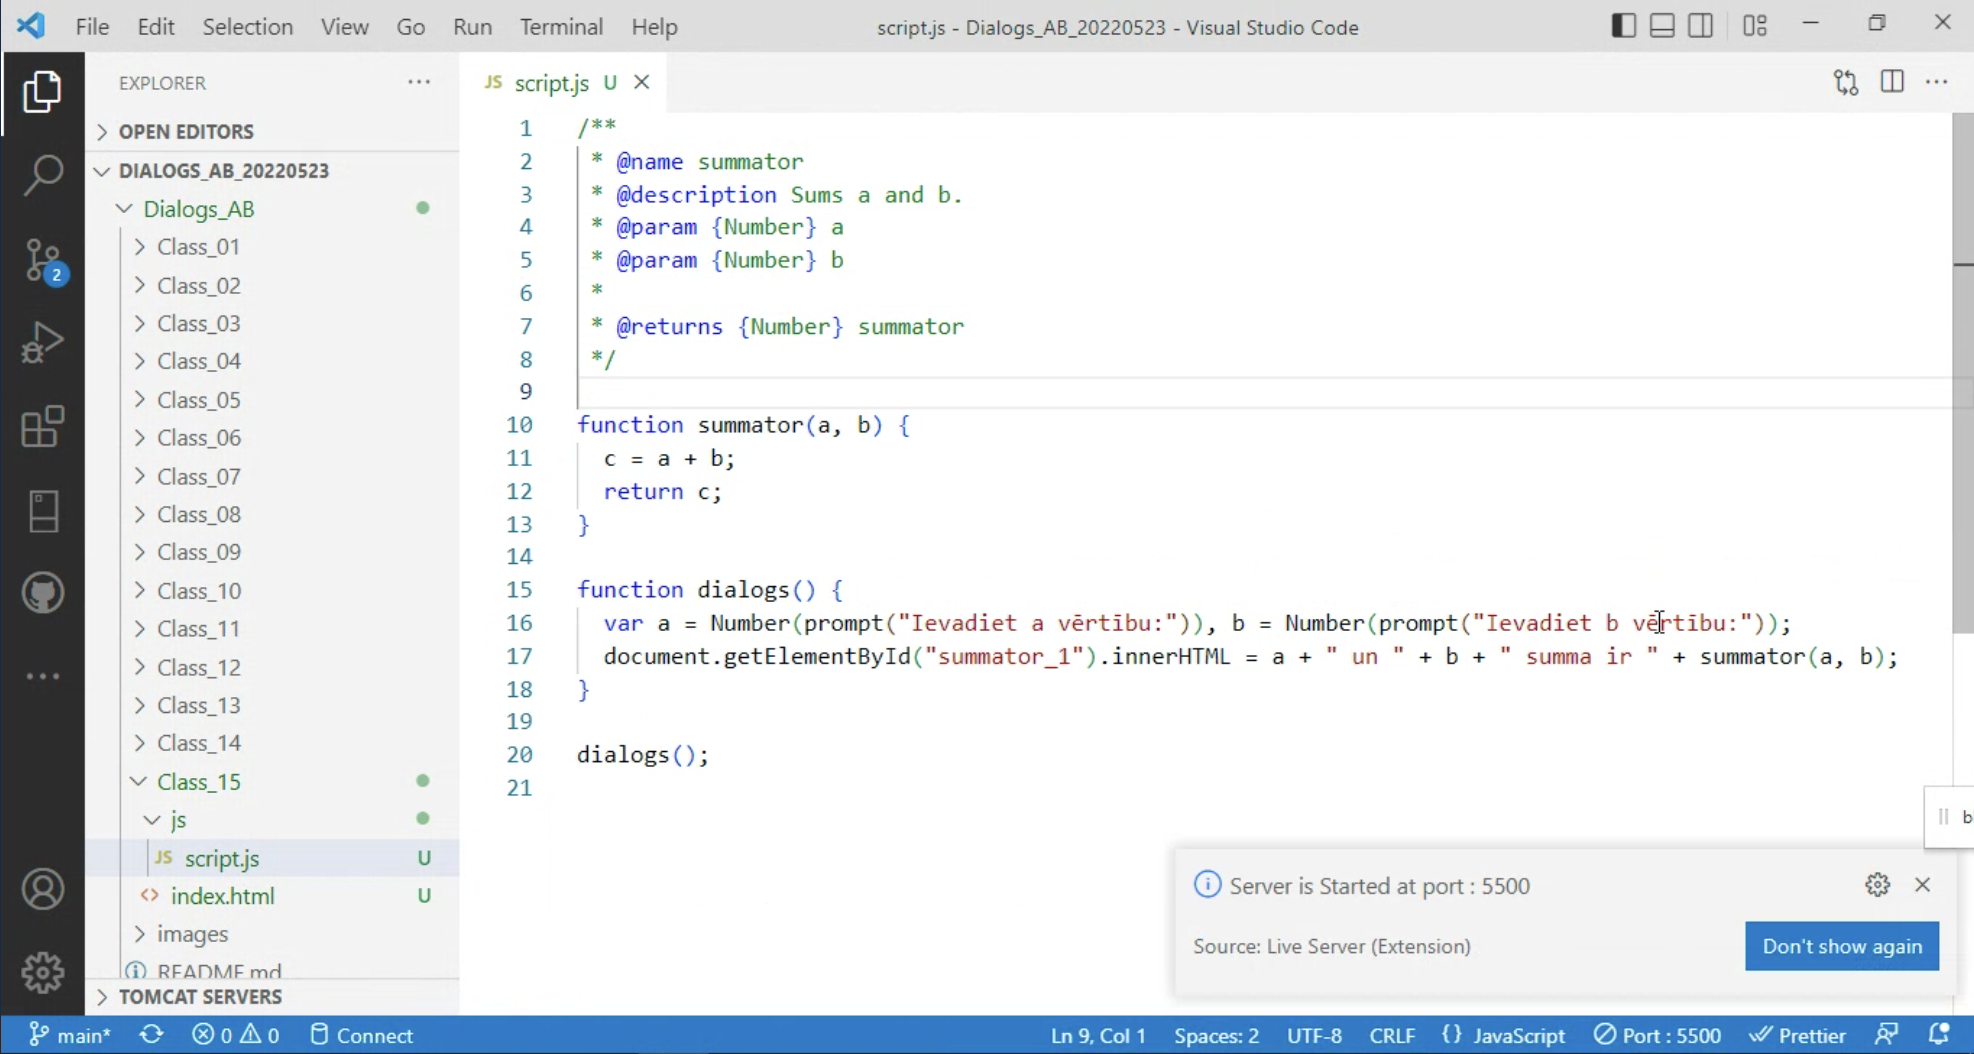 File Edit Selection View Go Run Terminal Help script.js - Dialogs_AB_20220523 - Visual Studio Code
EXPLORER
OPEN EDITORS
DIALOGS_AB_20220523
Dialogs_AB
Class_01
Class_02
Class_03
Class_04
Class_05
Class_06
Class_07
Class_08
Class_09
Class_10
Class_11
Class_12
Class_13
Class_14
Class_15
js
JS script.js U
<> index.html U
images
README.md
TOMCAT SERVERS
2
JS script.js U
1 /**
2 * @name summator
3 * @description Sums a and b.
4 * @param {Number} a
5 * @param {Number} b
6 *
7 * @returns {Number} summator
8 */
9
10 function summator(a, b) {
11 c = a + b;
12 return c;
13 }
14
15 function dialogs() {
16 var a = Number(prompt("Ievadiet a vērtību:")), b = Number(prompt("Ievadiet b vērtību:"));
17 document.getElementById("summator_1").innerHTML = a + " un " + b + " summa ir " + summator(a, b);
18 }
19
20 dialogs();
21
b
Server is Started at port : 5500
Source: Live Server (Extension)
Don't show again
main* 0 0 Connect Ln 9, Col 1 Spaces: 2 UTF-8 CRLF {} JavaScript Port : 5500 Prettier